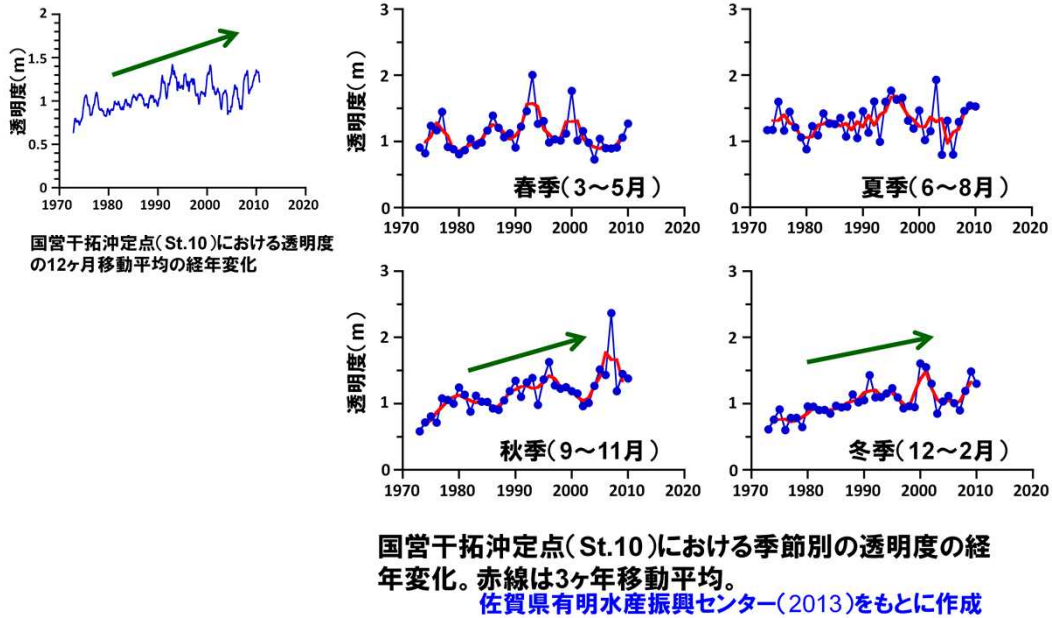 2
1.5
1
0.5
0
透明度(m)
1970 1980 1990 2000 2010 2020
国営干拓沖定点(St.10)における透明度
の12ヶ月移動平均の経年変化
3
2
1
0
透明度(m)
春季(3～5月)
1970 1980 1990 2000 2010 2020
3
2
1
0
夏季(6～8月)
1970 1980 1990 2000 2010 2020
3
2
1
0
透明度(m)
秋季(9～11月)
1970 1980 1990 2000 2010 2020
3
2
1
0
冬季(12～2月)
1970 1980 1990 2000 2010 2020
国営干拓沖定点(St.10)における季節別の透明度の経
年変化。赤線は3ヶ年移動平均。
佐賀県有明水産振興センター(2013)をもとに作成